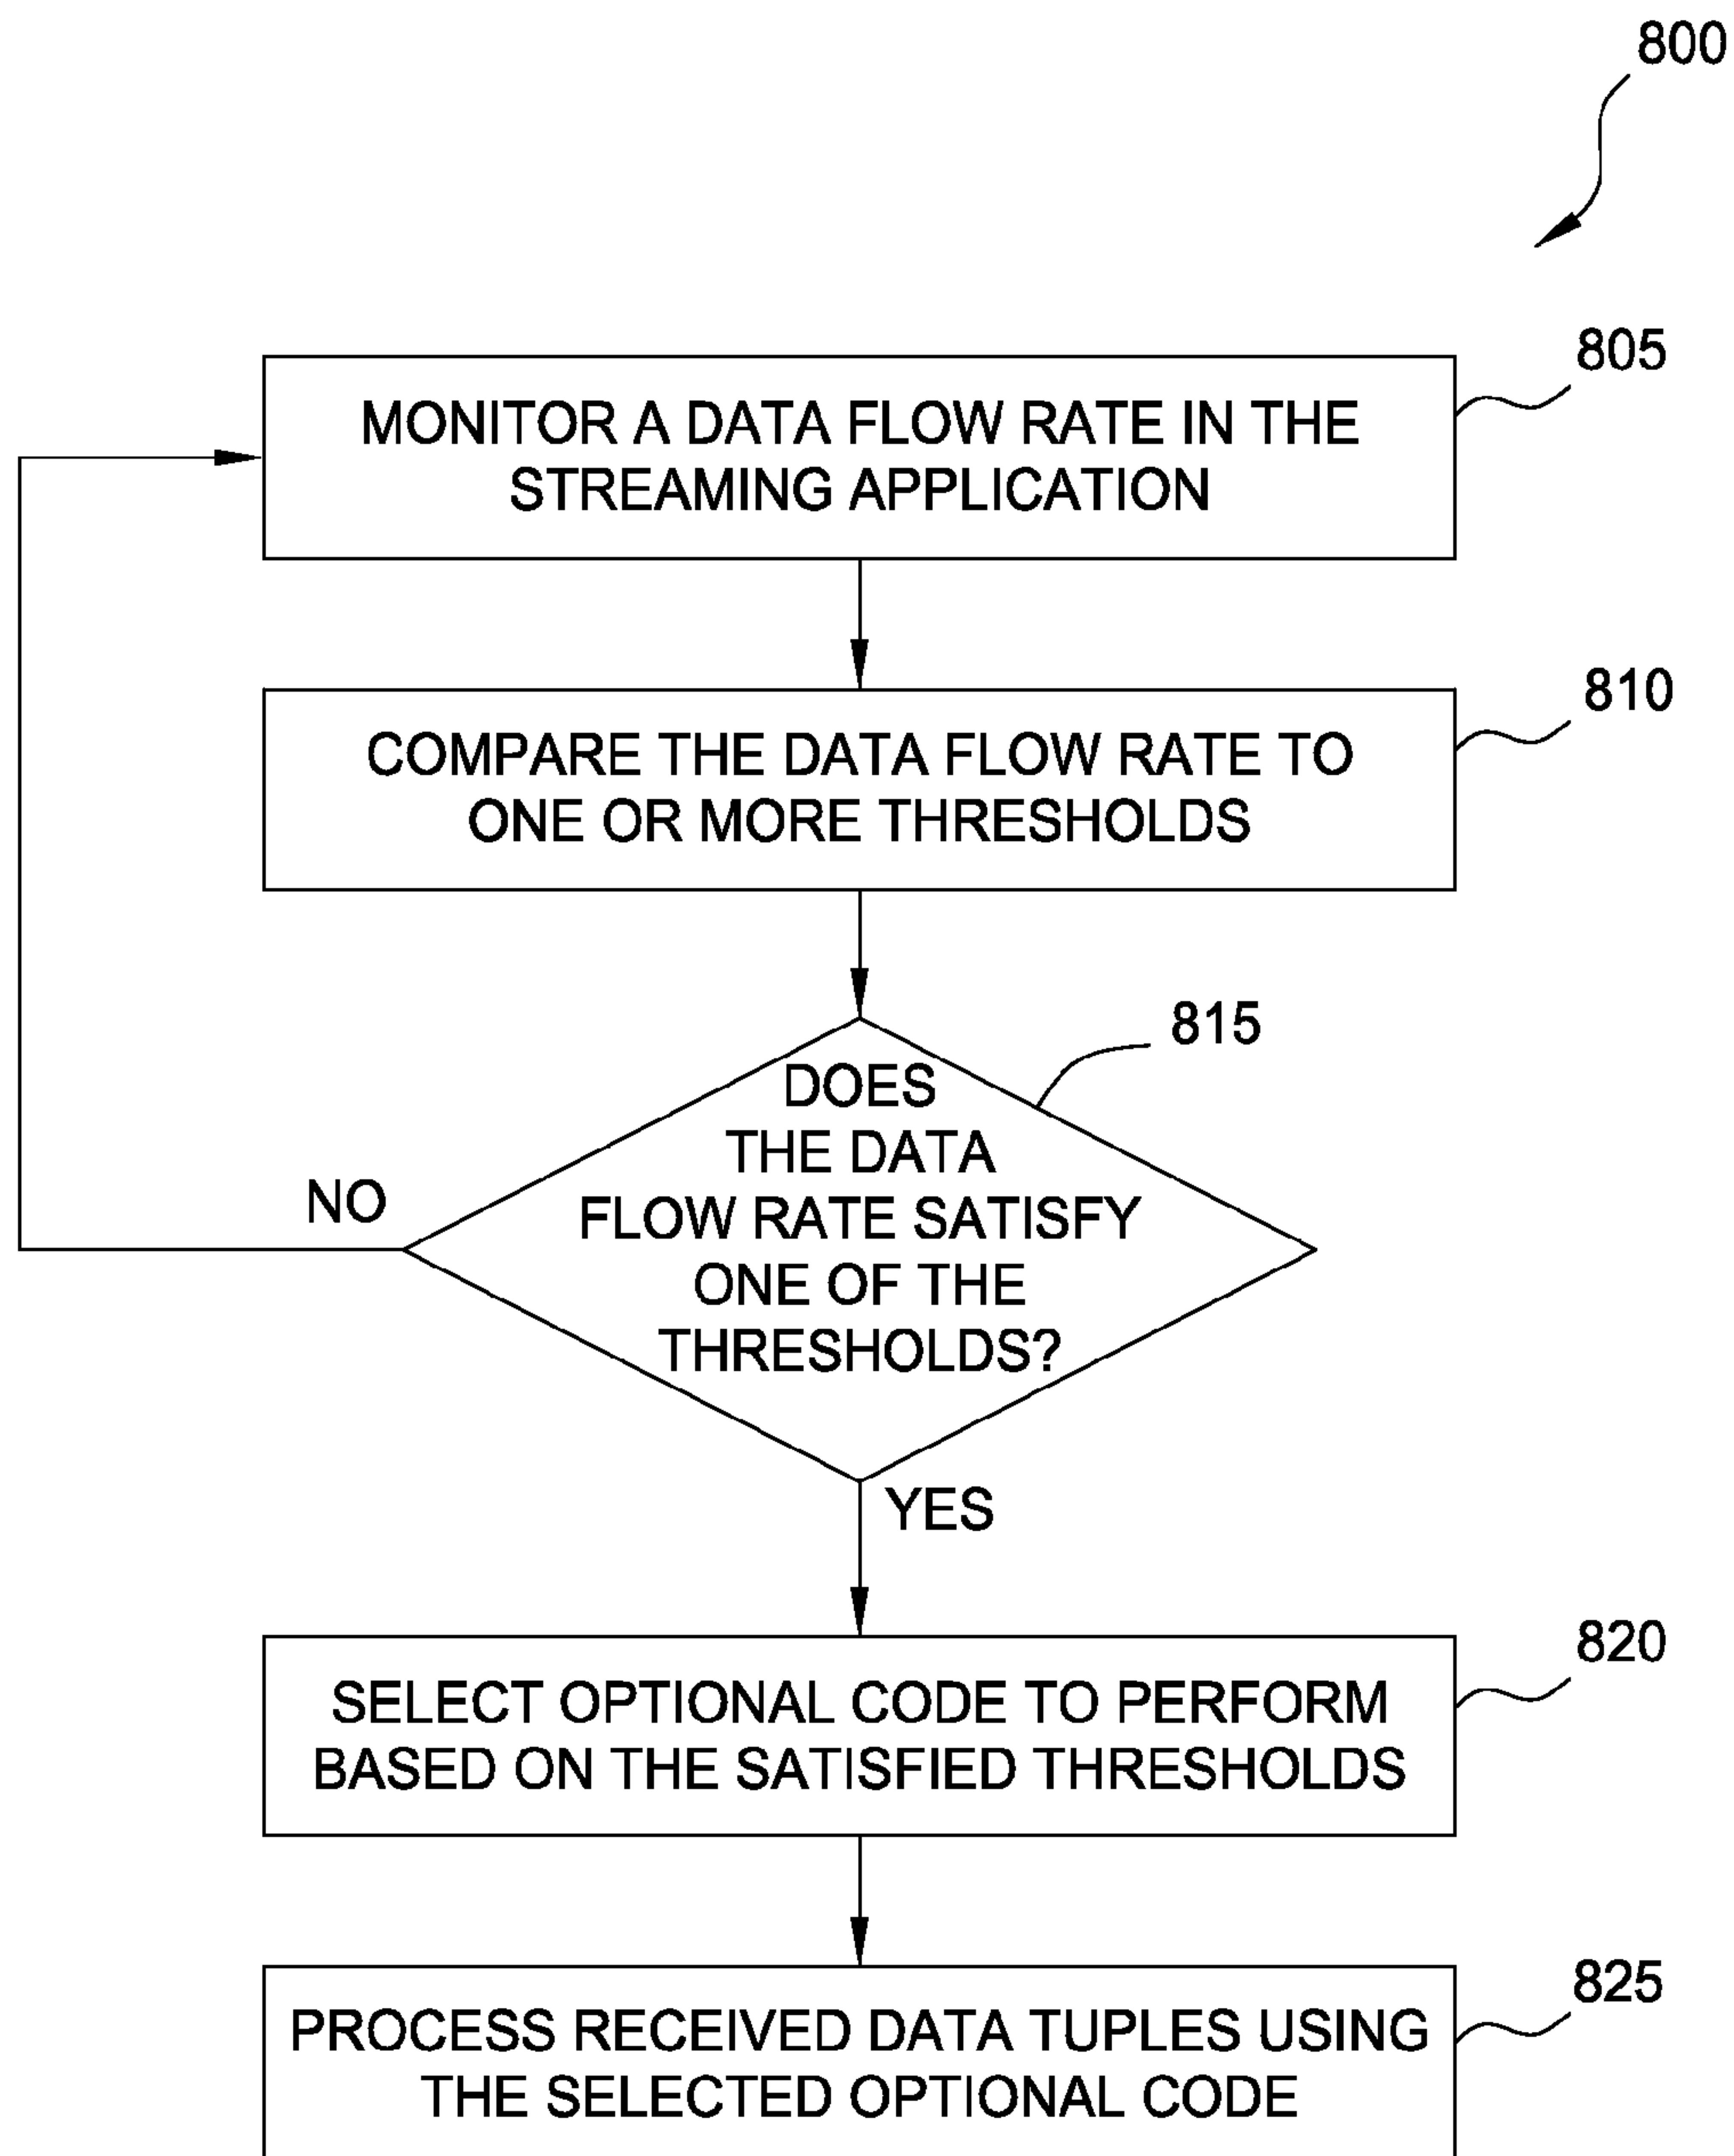 800
805
MONITOR A DATA FLOW RATE IN THE
STREAMING APPLICATION
810
COMPARE THE DATA FLOW RATE TO
ONE OR MORE THRESHOLDS
815
DOES
THE DATA
FLOW RATE SATISFY
ONE OF THE
THRESHOLDS?
NO
YES
820
SELECT OPTIONAL CODE TO PERFORM
BASED ON THE SATISFIED THRESHOLDS
825
PROCESS RECEIVED DATA TUPLES USING
THE SELECTED OPTIONAL CODE